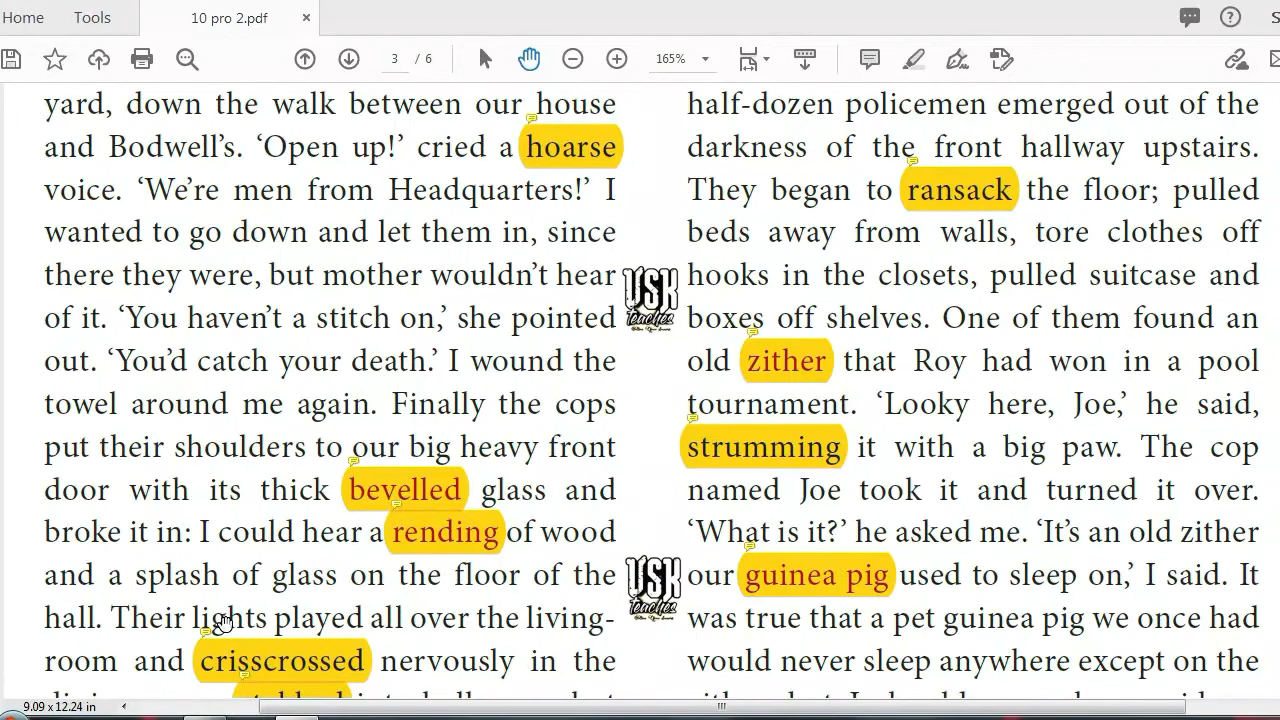 Home Tools 10 pro 2.pdf ×
3 / 6 165%
yard, down the walk between our house
and Bodwell's. 'Open up!' cried a hoarse
voice. 'We're men from Headquarters!' I
wanted to go down and let them in, since
there they were, but mother wouldn't hear
of it. 'You haven't a stitch on,' she pointed
out. 'You'd catch your death.' I wound the
towel around me again. Finally the cops
put their shoulders to our big heavy front
door with its thick bevelled glass and
broke it in: I could hear a rending of wood
and a splash of glass on the floor of the
hall. Their lights played all over the living-
room and crisscrossed nervously in the
half-dozen policemen emerged out of the
darkness of the front hallway upstairs.
They began to ransack the floor; pulled
beds away from walls, tore clothes off
hooks in the closets, pulled suitcase and
boxes off shelves. One of them found an
old zither that Roy had won in a pool
tournament. 'Looky here, Joe,' he said,
strumming it with a big paw. The cop
named Joe took it and turned it over.
'What is it?' he asked me. 'It's an old zither
our guinea pig used to sleep on,' I said. It
was true that a pet guinea pig we once had
would never sleep anywhere except on the
VSK
teaches
VSK
teaches
9.09 x 12.24 in